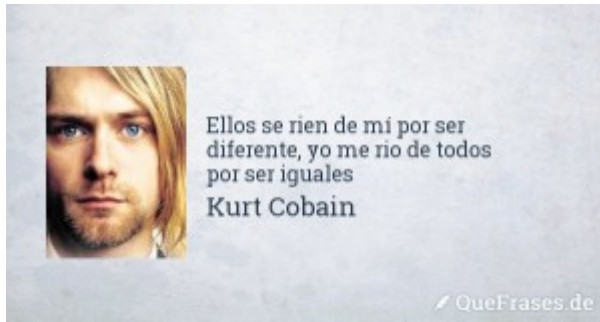 Ellos se rien de mí por ser
diferente, yo me rio de todos
por ser iguales
Kurt Cobain
QueFrases.de